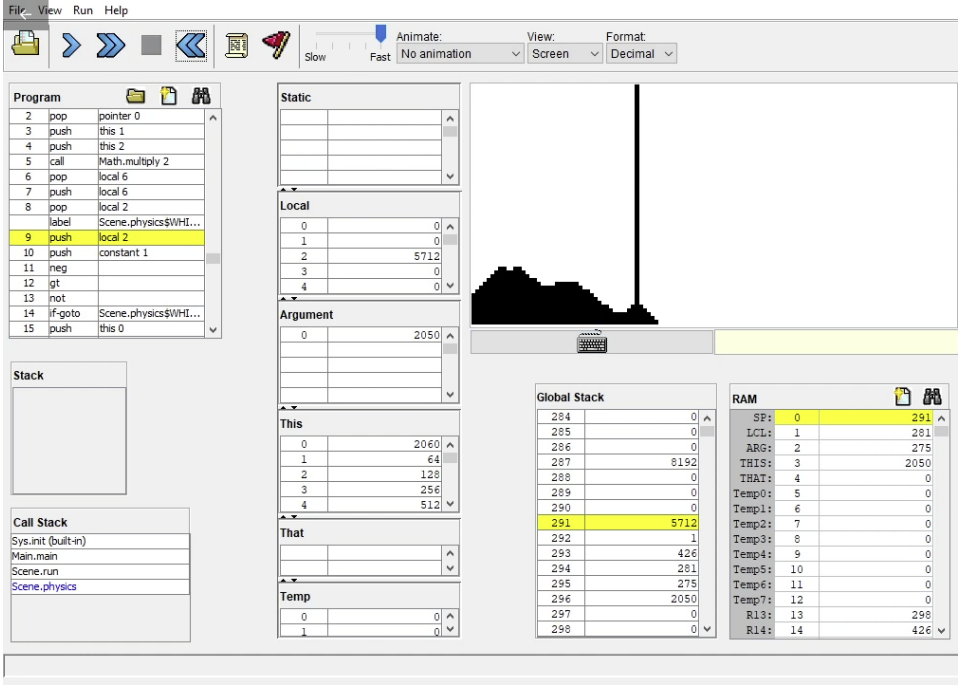 File View Run Help
Animate: View: Format:
Slow Fast No animation Screen Decimal
Program
2 pop pointer 0
3 push this 1
4 push this 2
5 call Math.multiply 2
6 pop local 6
7 push local 6
8 pop local 2
label Scene.physics$WHI...
9 push local 2
10 push constant 1
11 neg
12 gt
13 not
14 if-goto Scene.physics$WHI...
15 push this 0
Stack
Call Stack
Sys.init (built-in)
Main.main
Scene.run
Scene.physics
Static
Local
0 0
1 0
2 5712
3 0
4 0
Argument
0 2050
This
0 2060
1 64
2 128
3 256
4 512
That
Temp
0 0
1 0
Global Stack
284 0
285 0
286 0
287 8192
288 0
289 0
290 0
291 5712
292 1
293 426
294 281
295 275
296 2050
297 0
298 0
RAM
SP: 0 291
LCL: 1 281
ARG: 2 275
THIS: 3 2050
THAT: 4 0
Temp0: 5 0
Temp1: 6 0
Temp2: 7 0
Temp3: 8 0
Temp4: 9 0
Temp5: 10 0
Temp6: 11 0
Temp7: 12 0
R13: 13 298
R14: 14 426